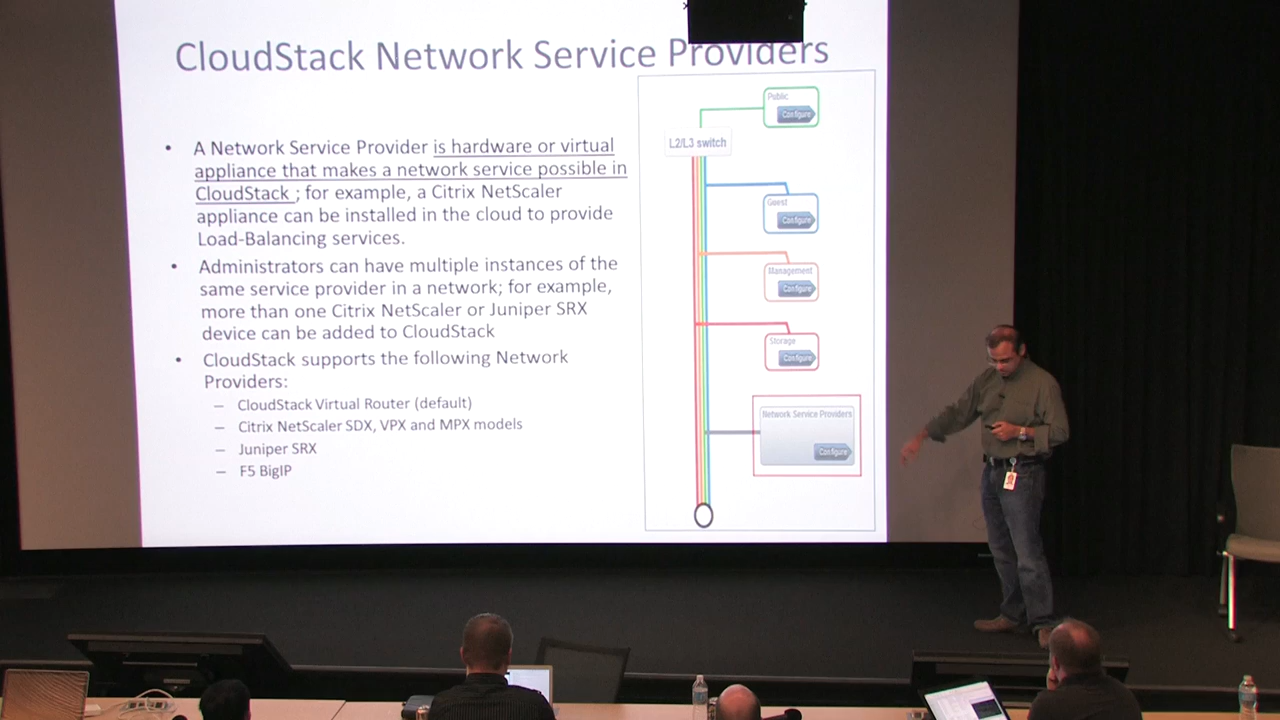 CloudStack Network Service Providers
• A Network Service Provider is hardware or virtual
appliance that makes a network service possible in
CloudStack ; for example, a Citrix NetScaler
appliance can be installed in the cloud to provide
Load-Balancing services.
• Administrators can have multiple instances of the
same service provider in a network; for example,
more than one Citrix NetScaler or Juniper SRX
device can be added to CloudStack
• CloudStack supports the following Network
Providers:
– CloudStack Virtual Router (default)
– Citrix NetScaler SDX, VPX and MPX models
– Juniper SRX
– F5 BigIP
Public
Configure
L2/L3 switch
Guest
Configure
Management
Configure
Storage
Configure
Network Service Providers
Configure